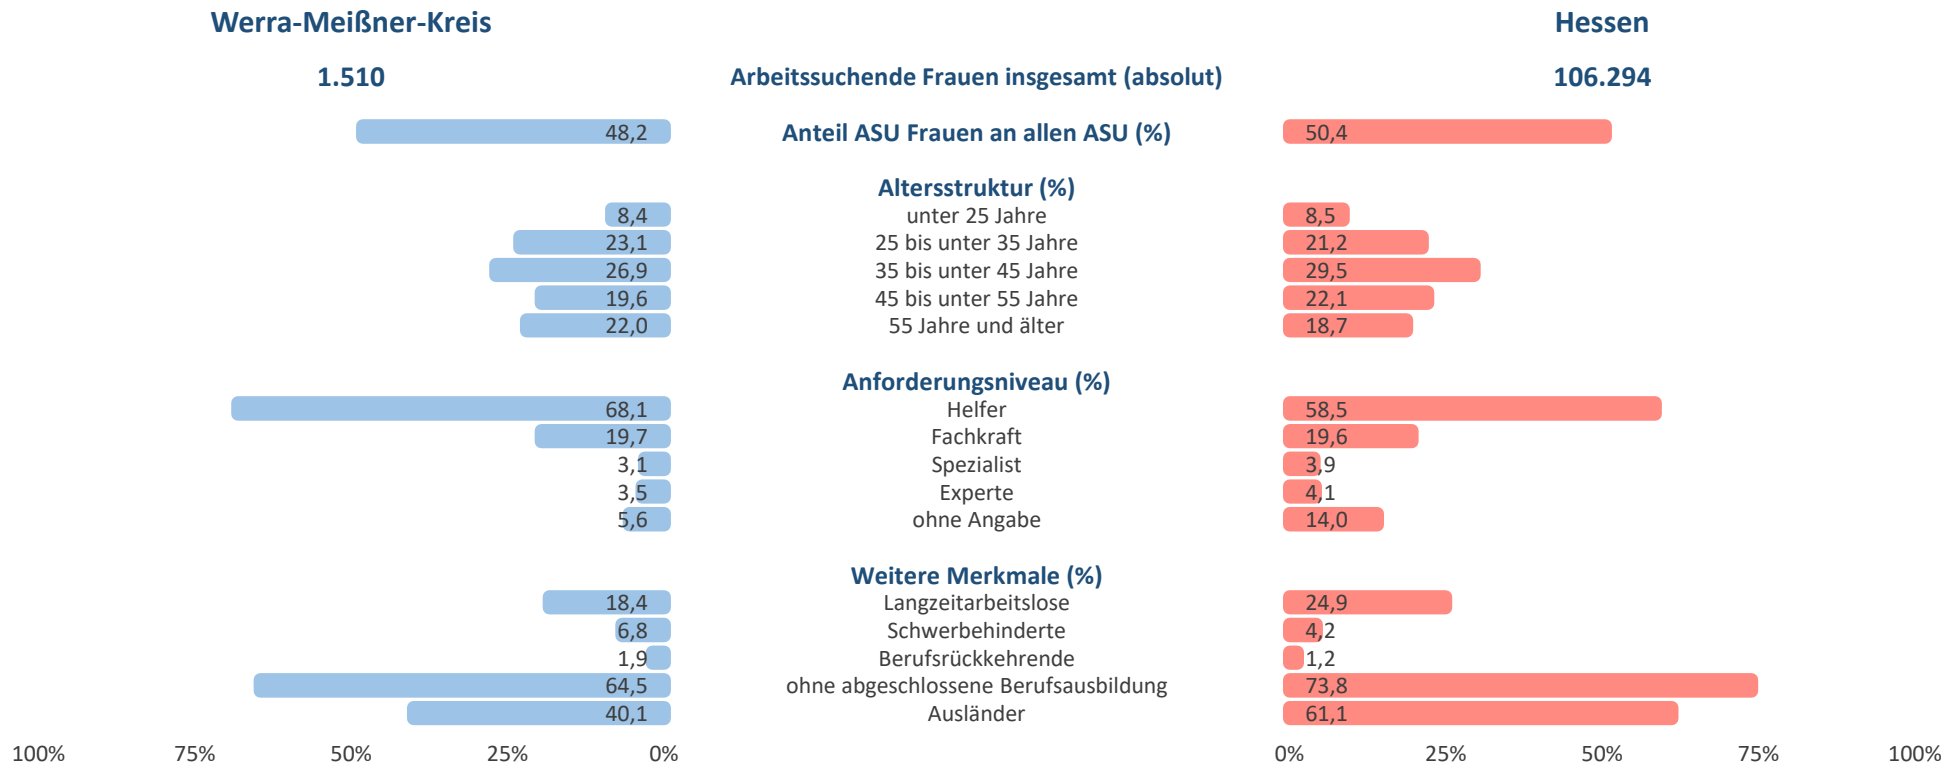 Werra-Meißner-Kreis Hessen
1.510 Arbeitssuchende Frauen insgesamt (absolut) 106.294
48,2 Anteil ASU Frauen an allen ASU (%) 50,4
Altersstruktur (%)
8,4 unter 25 Jahre 8,5
23,1 25 bis unter 35 Jahre 21,2
26,9 35 bis unter 45 Jahre 29,5
19,6 45 bis unter 55 Jahre 22,1
22,0 55 Jahre und älter 18,7
Anforderungsniveau (%)
68,1 Helfer 58,5
19,7 Fachkraft 19,6
3,1 Spezialist 3,9
3,5 Experte 4,1
5,6 ohne Angabe 14,0
Weitere Merkmale (%)
18,4 Langzeitarbeitslose 24,9
6,8 Schwerbehinderte 4,2
1,9 Berufsrückkehrende 1,2
64,5 ohne abgeschlossene Berufsausbildung 73,8
40,1 Ausländer 61,1
100% 75% 50% 25% 0% 0% 25% 50% 75% 100%